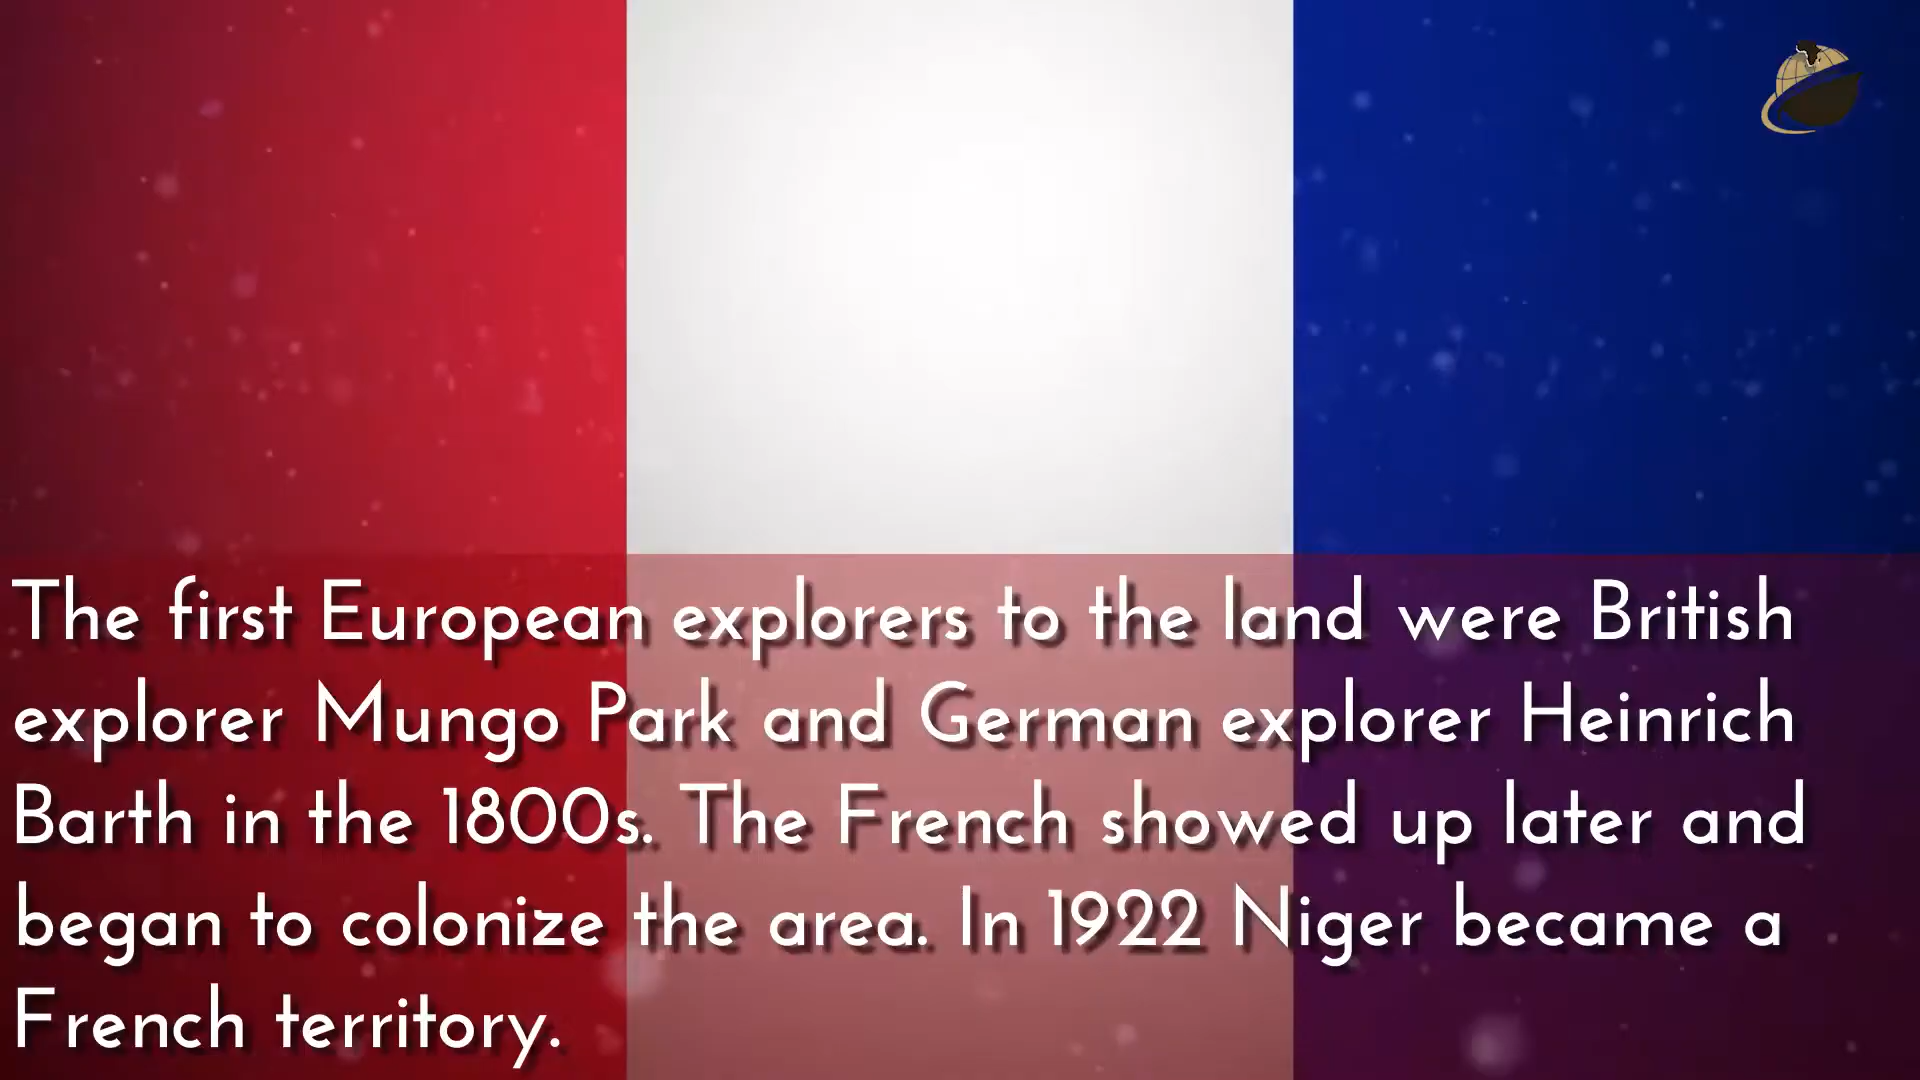 The first European explorers to the land were British
explorer Mungo Park and German explorer Heinrich
Barth in the 1800s. The French showed up later and
began to colonize the area. In 1922 Niger became a
French territory.